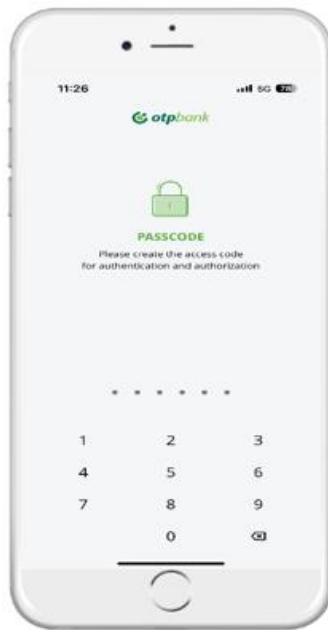 11:26
5G 78
otpbank
PASSCODE
Please create the access code
for authentication and authorization
1 2 3
4 5 6
7 8 9
0